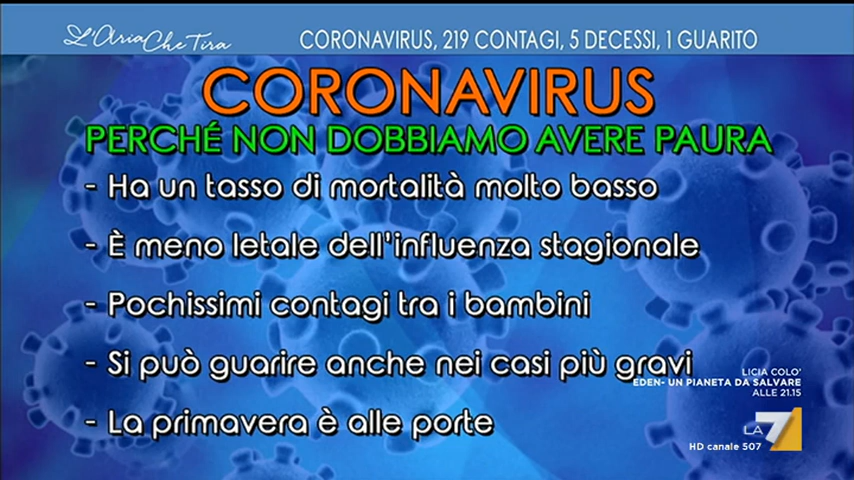 L'Aria Che Tira
CORONAVIRUS, 219 CONTAGI, 5 DECESSI, 1 GUARITO
CORONAVIRUS
PERCHÉ NON DOBBIAMO AVERE PAURA
- Ha un tasso di mortalità molto basso
- È meno letale dell'influenza stagionale
- Pochissimi contagi tra i bambini
- Si può guarire anche nei casi più gravi
- La primavera è alle porte
LICIA COLO'
EDEN- UN PIANETA DA SALVARE
ALLE 21.15
LA 7
HD canale 507